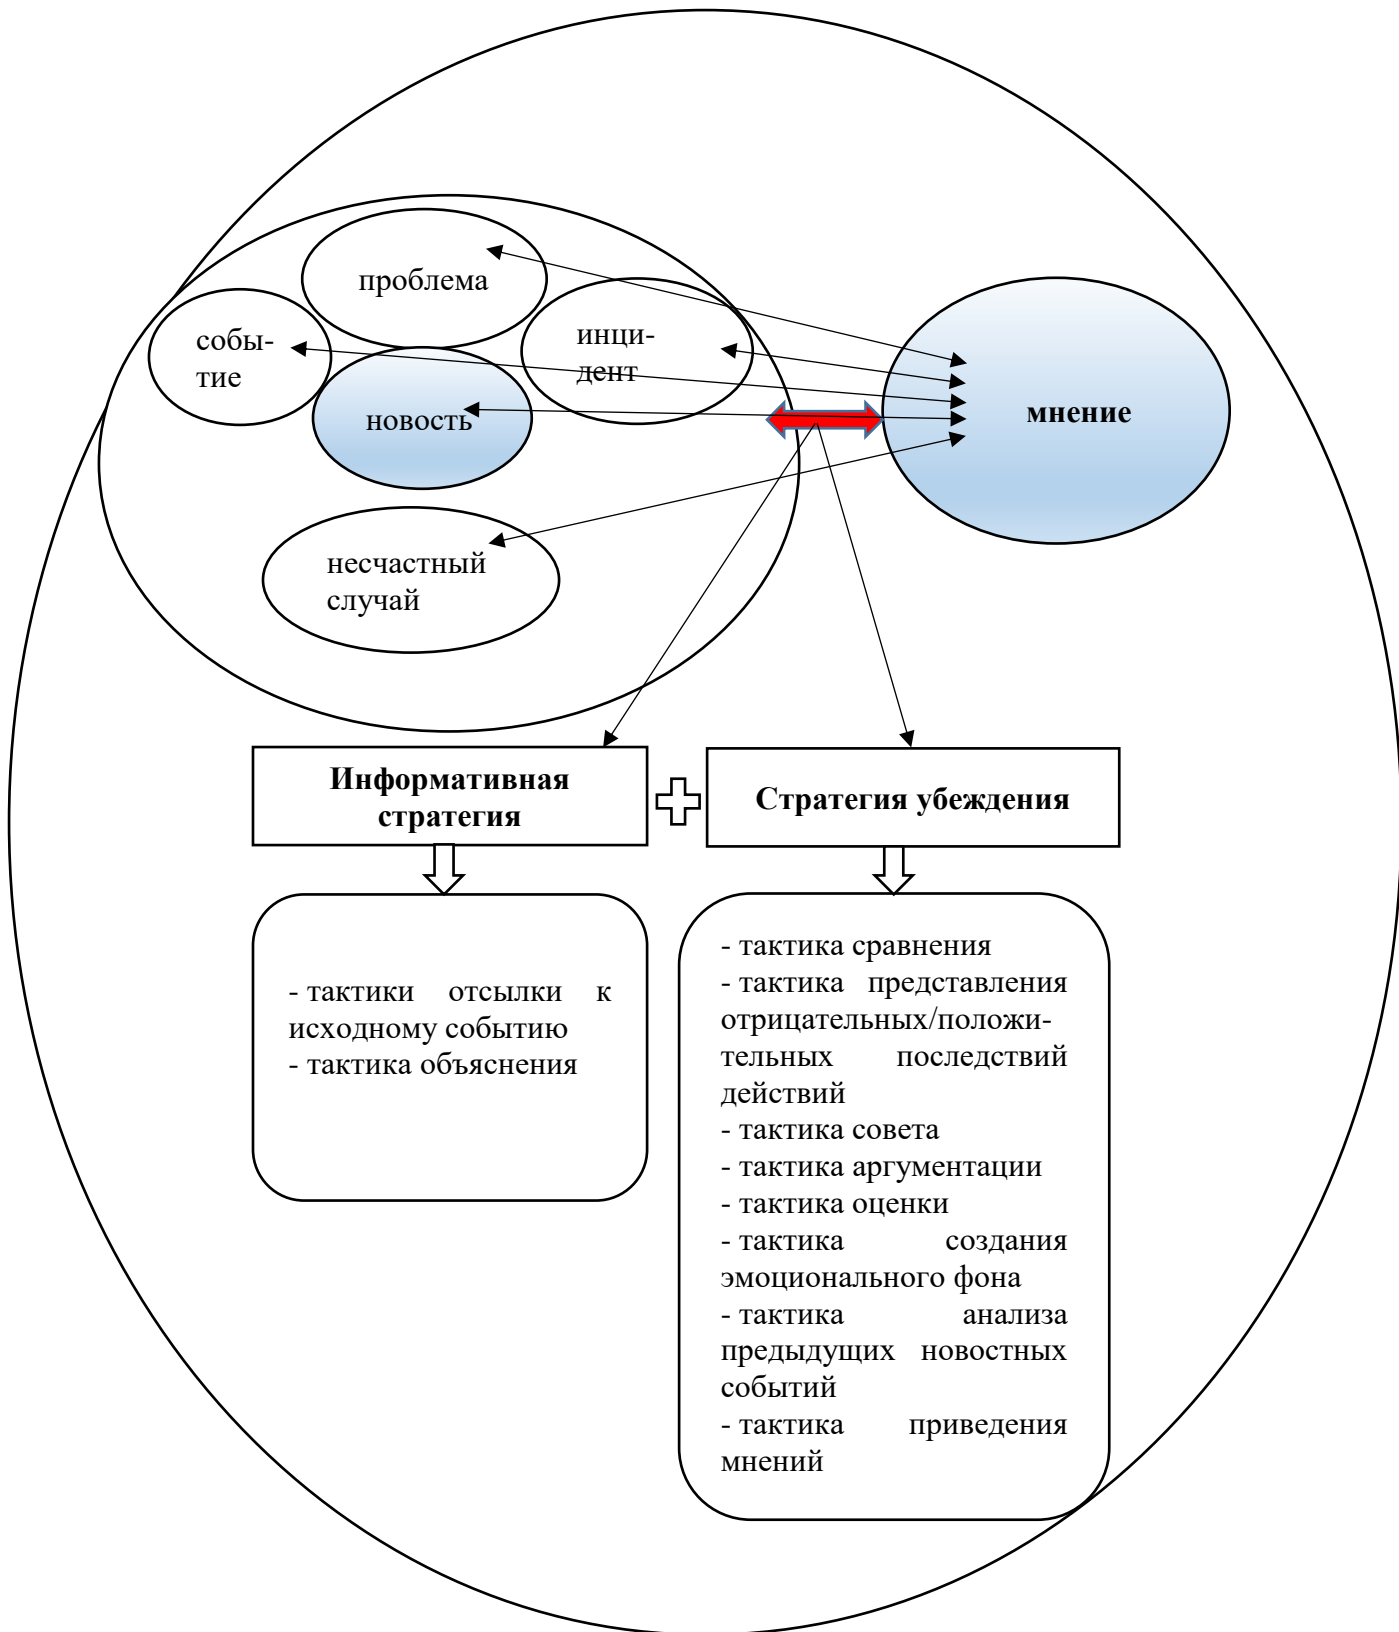 проблема
инци-
дент
собы-
тие
новость
мнение
несчастный
случай
Информативная
стратегия
Стратегия убеждения
- тактики отсылки к
исходному событию
- тактика объяснения
- тактика сравнения
- тактика представления
отрицательных/положи-
тельных последствий
действий
- тактика совета
- тактика аргументации
- тактика оценки
- тактика создания
эмоционального фона
- тактика анализа
предыдущих новостных
событий
- тактика приведения
мнений